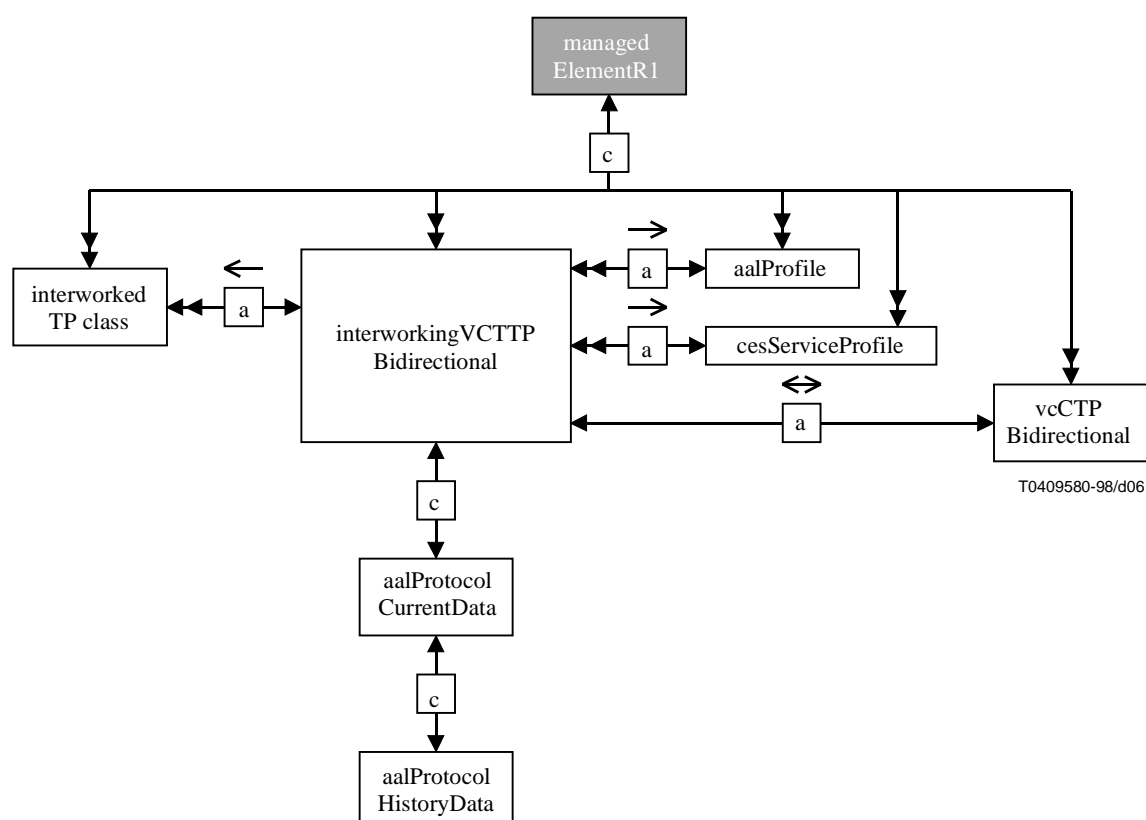 managed
ElementR1
c
a
aalProfile
interworked
TP class
a
interworkingVCTTP
Bidirectional
a
cesServiceProfile
a
vcCTP
Bidirectional
T0409580-98/d06
c
aalProtocol
CurrentData
c
aalProtocol
HistoryData